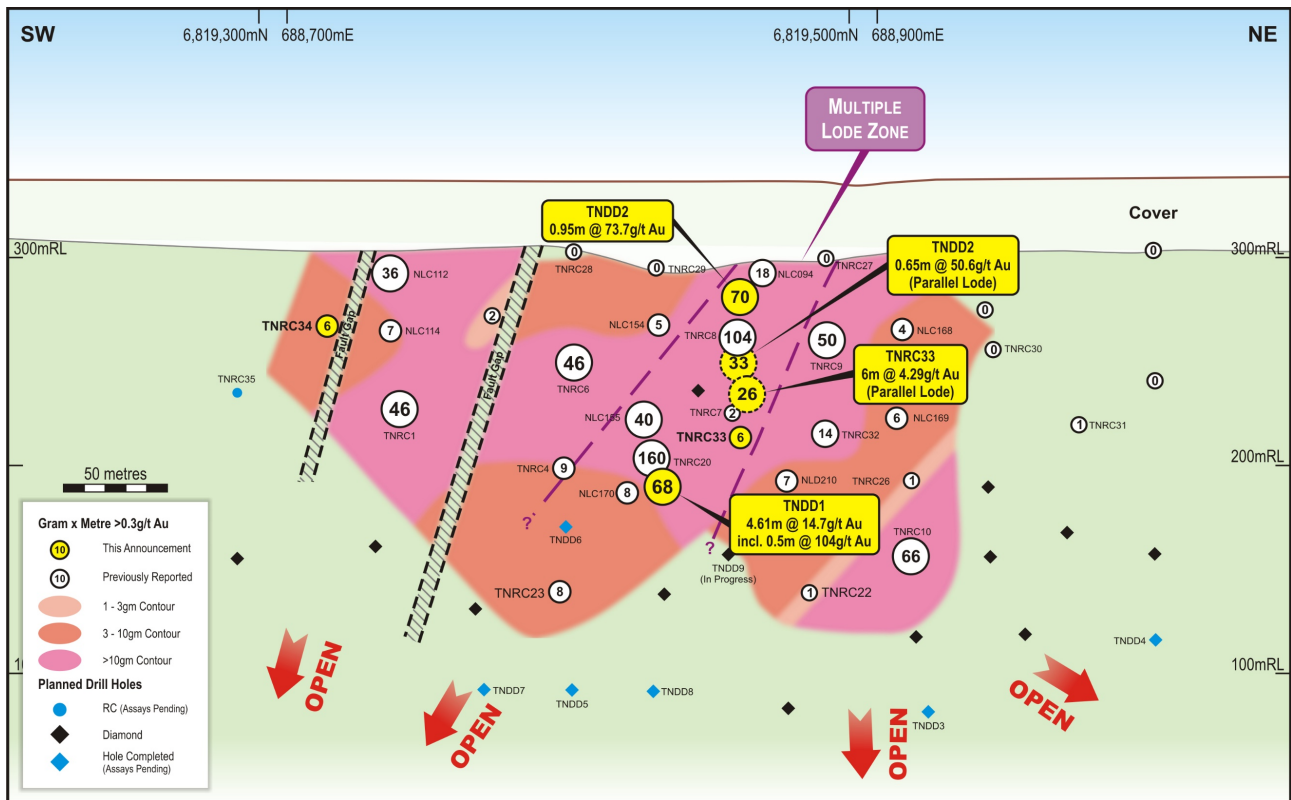 SW
6,819,300mN
688,700mE
6,819,500mN
688,900mE
NE
MULTIPLE
LODE ZONE
Cover
300mRL
300mRL
TNDD2
0.95m @ 73.7g/t Au
TNDD2
0.65m @ 50.6g/t Au
(Parallel Lode)
TNRC33
6m @ 4.29g/t Au
(Parallel Lode)
TNDD1
4.61m @ 14.7g/t Au
incl. 0.5m @ 104g/t Au
36 NLC112
0
TNRC28
0 TNRC29
18 NLC094
0 TNRC27
0
70
TNRC34 6
Fault Gap
7 NLC114
2
NLC154 5
TNRC8 104
50
TNRC9
4 NLC168
0
0 TNRC30
33
46
TNRC6
Fault Gap
26
0
TNRC35
46
TNRC1
NLC155 40
TNRC7 2
TNRC33 6
14 TNRC32
6 NLC169
1 TNRC31
TNRC4 9
160 TNRC20
NLC170 8
68
7 NLD210
TNRC26 1
200mRL
?
TNDD6
?
TNDD9
(In Progress)
TNRC10
66
TNRC23 8
1 TNRC22
TNDD4
10
100mRL
OPEN
TNDD7
TNDD5
TNDD8
OPEN
OPEN
TNDD3
OPEN
50 metres
Gram x Metre >0.3g/t Au
10 This Announcement
10 Previously Reported
1 - 3gm Contour
3 - 10gm Contour
>10gm Contour
Planned Drill Holes
RC (Assays Pending)
Diamond
Hole Completed
(Assays Pending)